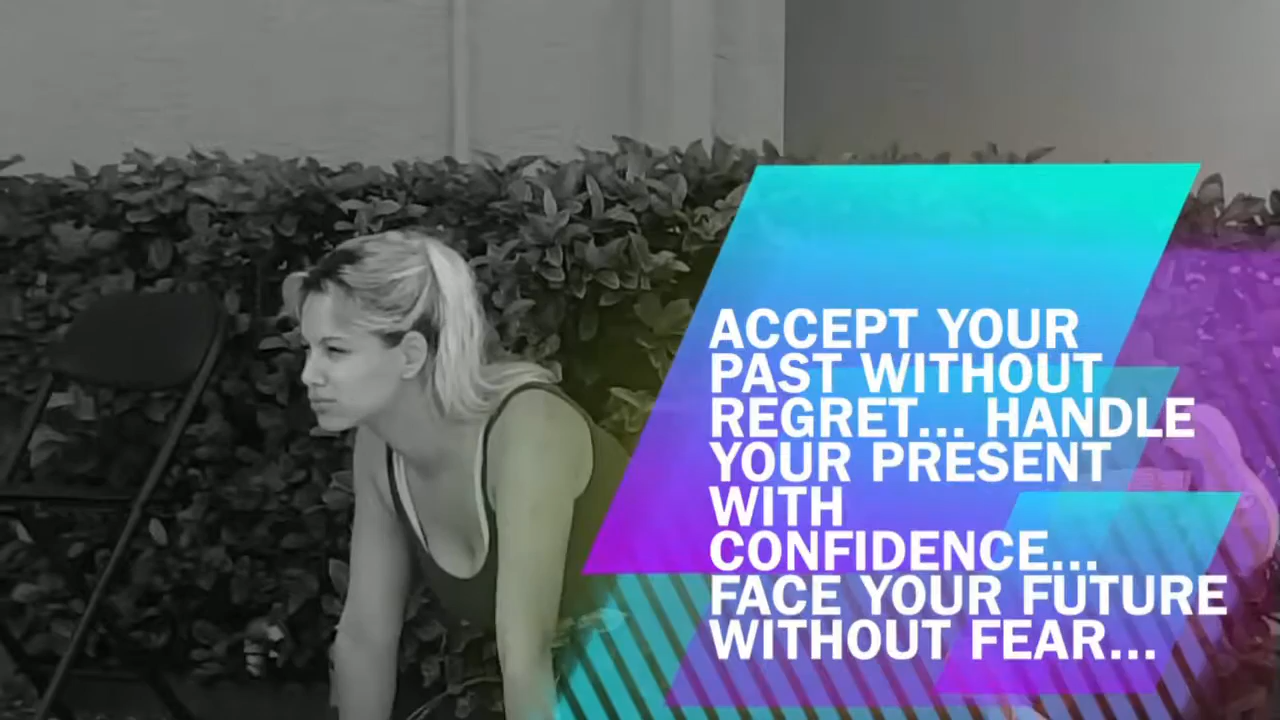 ACCEPT YOUR
PAST WITHOUT
REGRET... HANDLE
YOUR PRESENT
WITH
CONFIDENCE...
FACE YOUR FUTURE
WITHOUT FEAR...